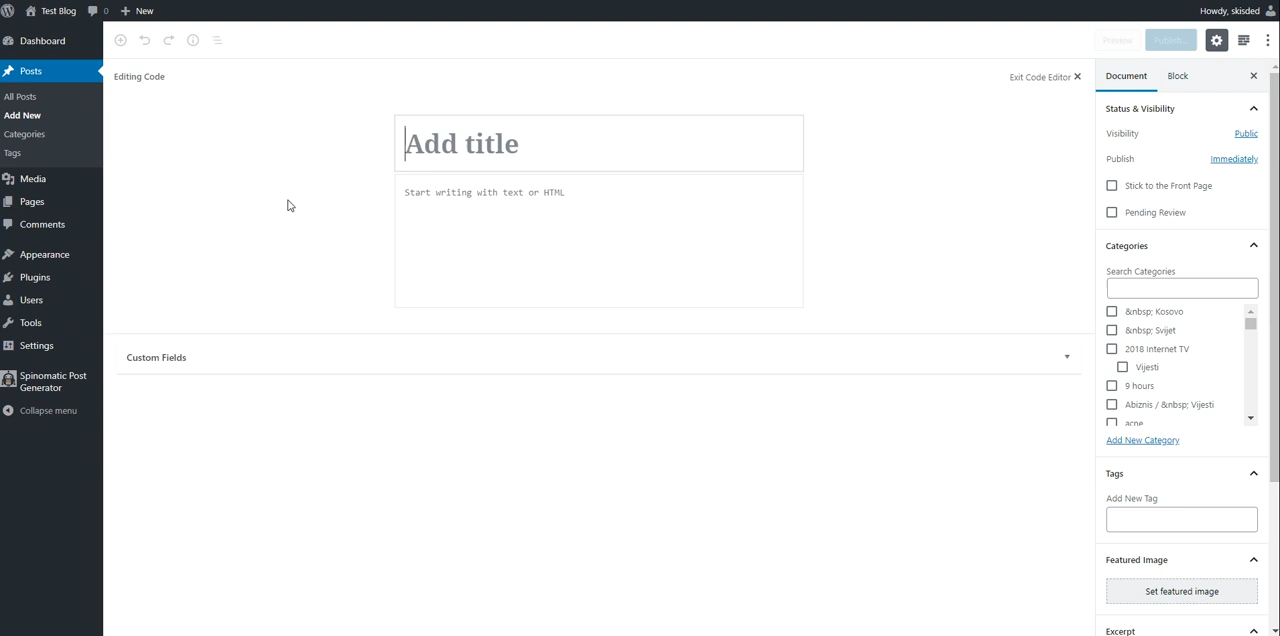 Test Blog 0 New Howdy, skisded
Dashboard
Posts
All Posts
Add New
Categories
Tags
Media
Pages
Comments
Appearance
Plugins
Users
Tools
Settings
Spinomatic Post
Generator
Collapse menu
Preview Publish...
Editing Code Exit Code Editor
Add title
Start writing with text or HTML
Custom Fields
Document Block
Status & Visibility
Visibility Public
Publish Immediately
Stick to the Front Page
Pending Review
Categories
Search Categories
&nbsp; Kosovo
&nbsp; Svijet
2018 Internet TV
Vijesti
9 hours
Abiznis / &nbsp; Vijesti
acne
Add New Category
Tags
Add New Tag
Featured Image
Set featured image
Excerpt